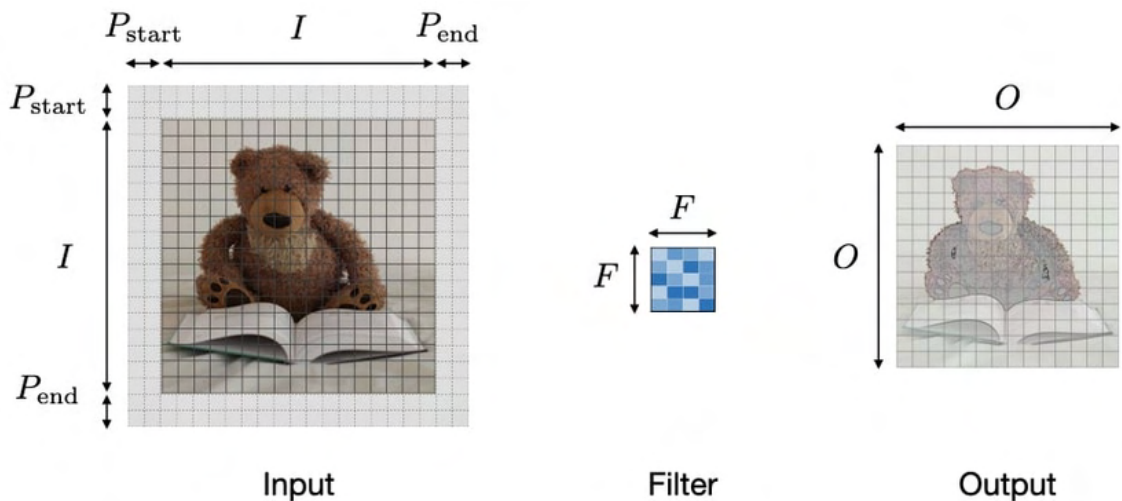 P_start I P_end
P_start
O
F
I
F
O
P_end
Input Filter Output